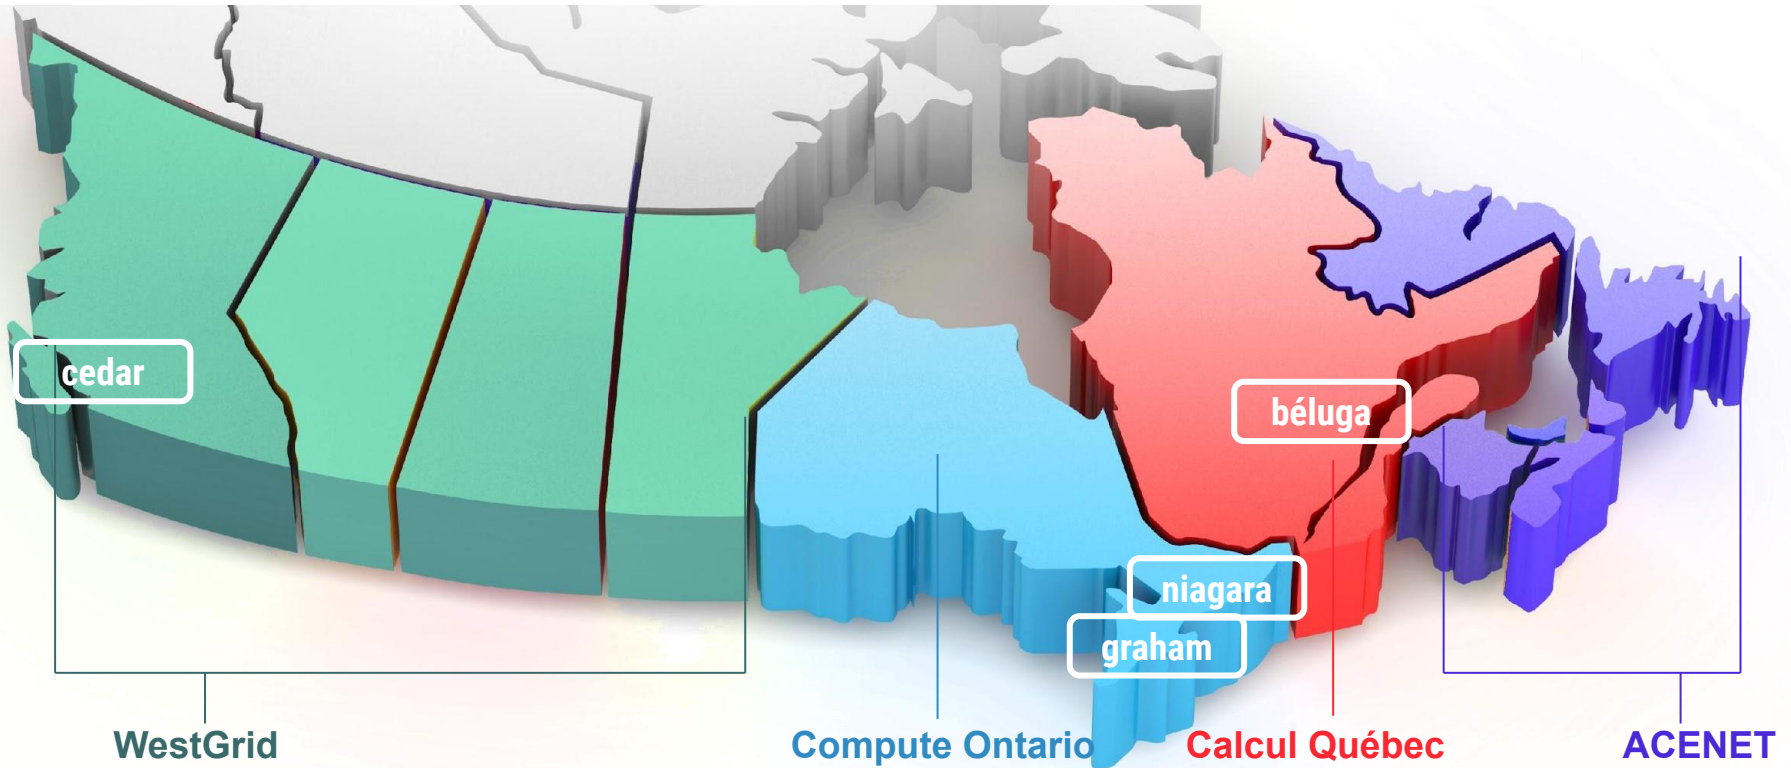 cedar
béluga
niagara
graham
WestGrid
Compute Ontario
Calcul Québec
ACENET